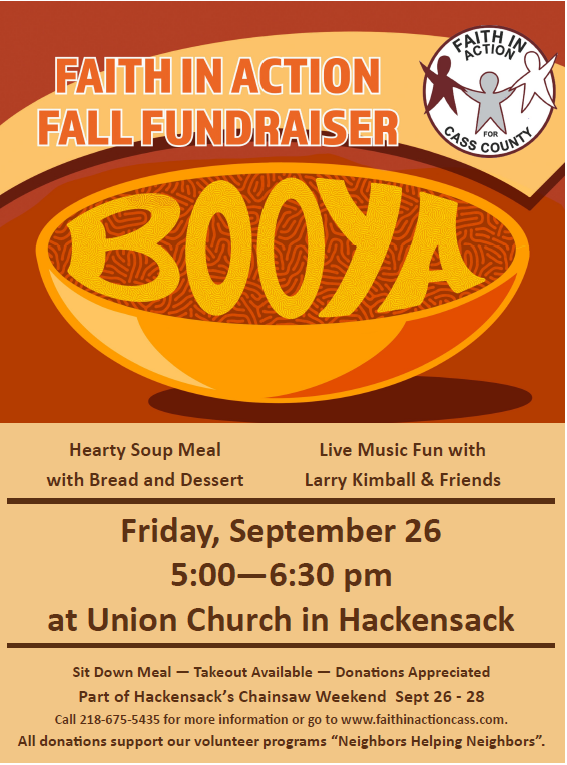 FAITH IN ACTION
FALL FUNDRAISER
FAITH IN
ACTION
FOR
CASS COUNTY
BOOYA
Hearty Soup Meal
with Bread and Dessert
Live Music Fun with
Larry Kimball & Friends
Friday, September 26
5:00—6:30 pm
at Union Church in Hackensack
Sit Down Meal — Takeout Available — Donations Appreciated
Part of Hackensack's Chainsaw Weekend  Sept 26 - 28
Call 218-675-5435 for more information or go to www.faithinactioncass.com.
All donations support our volunteer programs “Neighbors Helping Neighbors”.